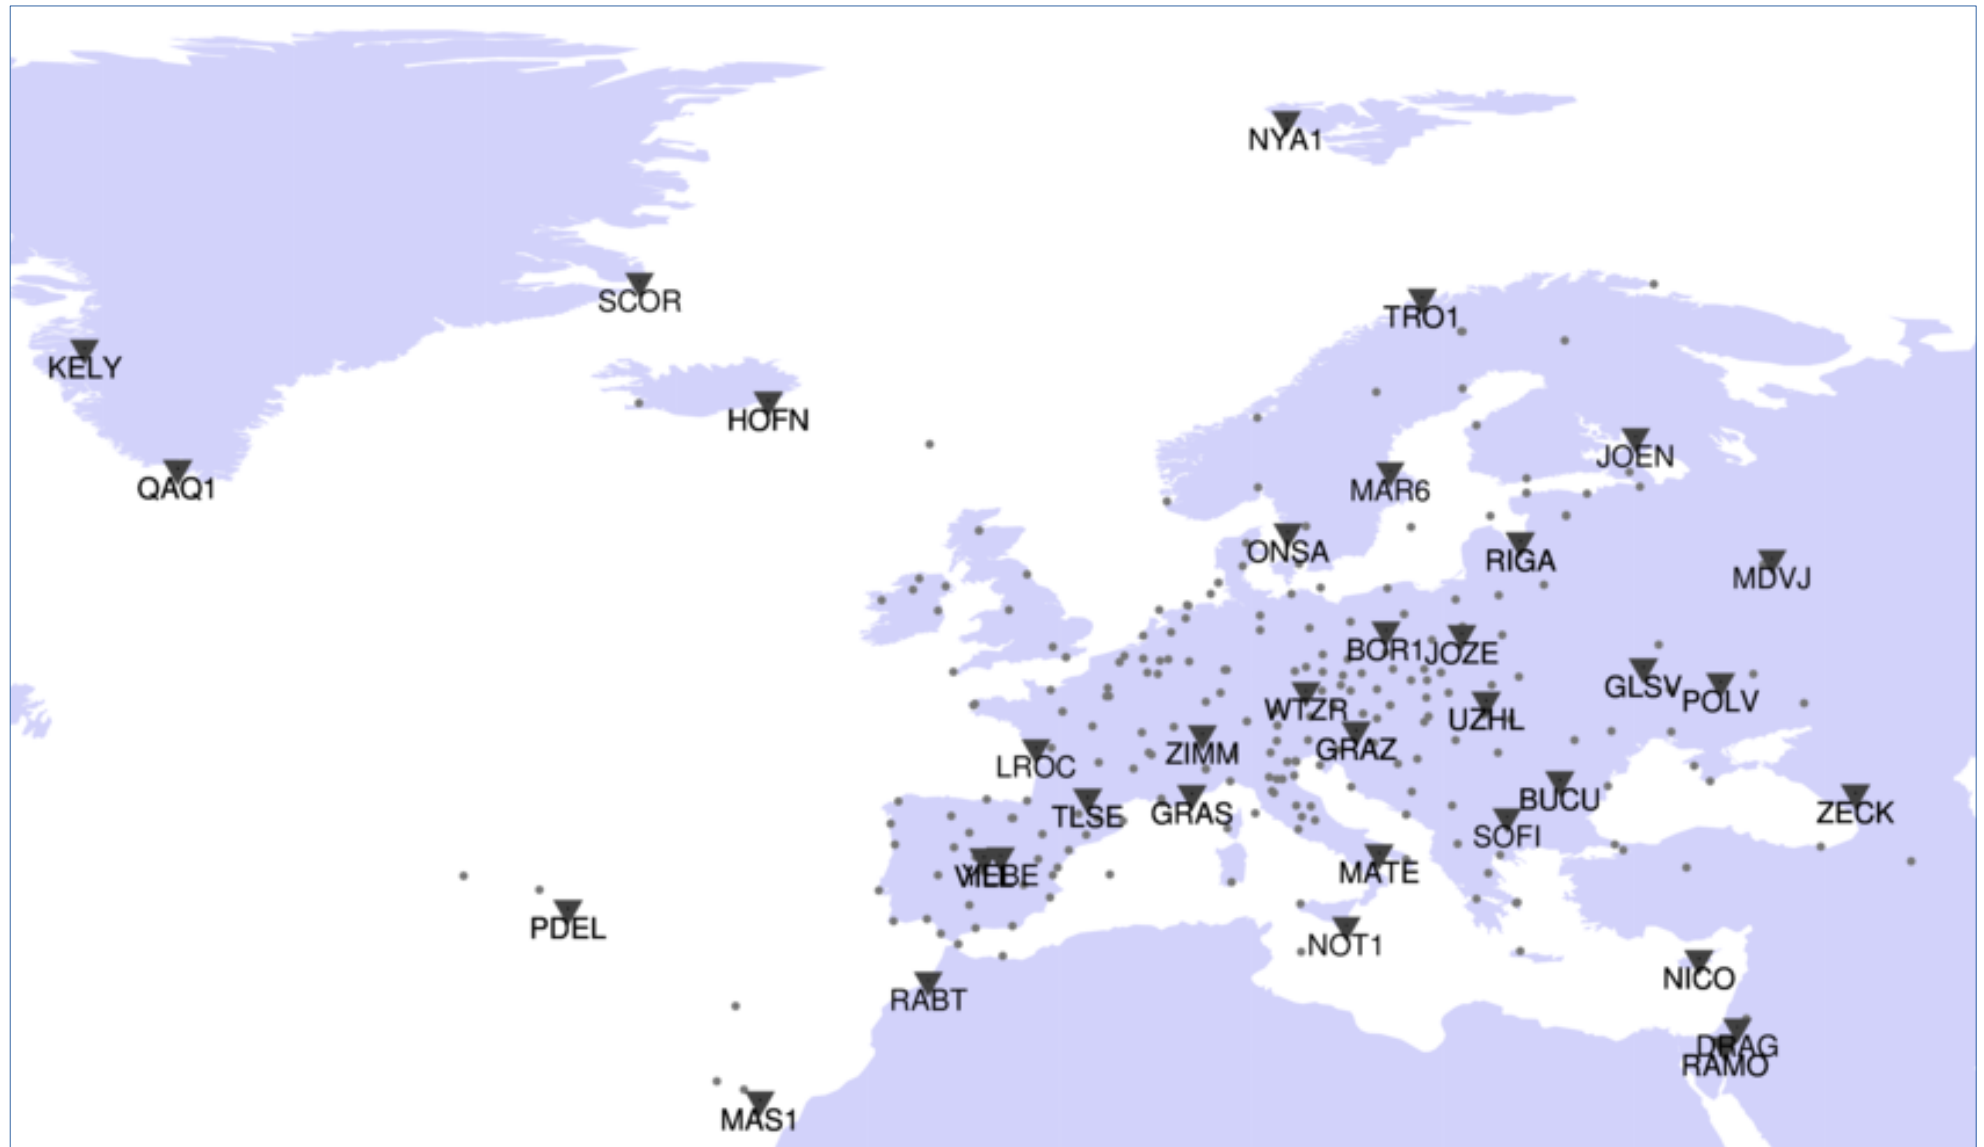 NYA1
SCOR
TRO1
KELY
HOFN
JOEN
QAQ1
MAR6
ONSA
RIGA
MDVJ
BOR1
JOZE
GLSV
POLV
WTZR
UZHL
GRAZ
ZIMM
LROC
BUCU
ZECK
TLSE
GRAS
SOFI
MATE
PDEL
NOT1
NICO
RABT
DRAG
RAMO
MAS1